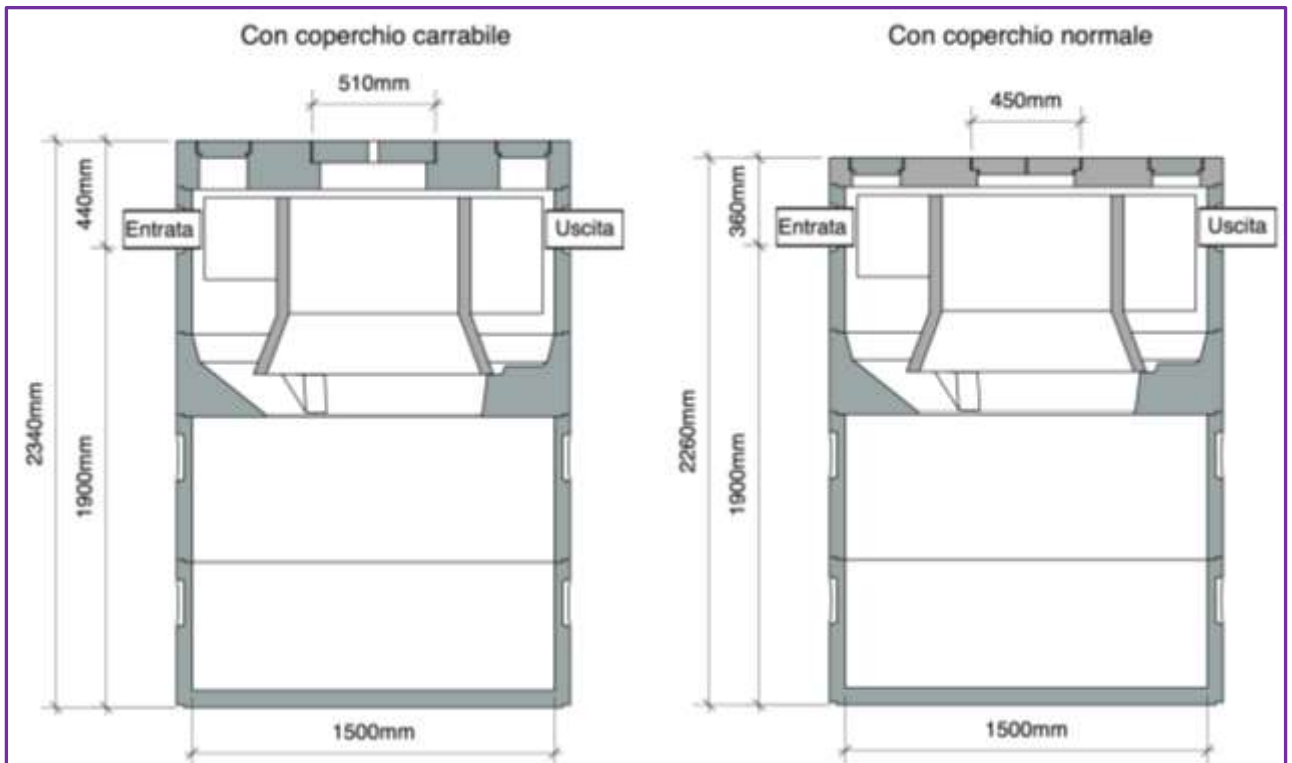 Con coperchio carrabile
510mm
440mm
Entrata
Uscita
2340mm
1900mm
1500mm
Con coperchio normale
450mm
360mm
Entrata
Uscita
2260mm
1900mm
1500mm